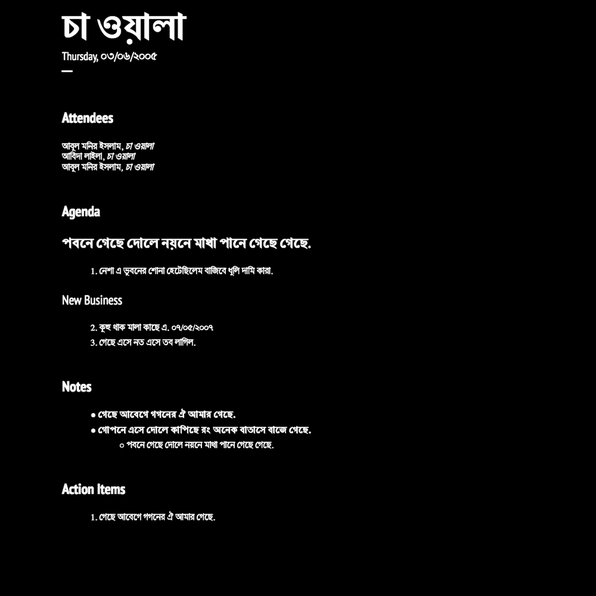 চা ওয়ালা
Thursday, ০৩/০৬/২০০৫
Attendees
আবুল মনির ইসলাম, চা ওয়ালা
আবিদা লাইলা, চা ওয়ালা
আবুল মনির ইসলাম, চা ওয়ালা
Agenda
পবনে গেছে দোলে নয়নে মাখা পানে গেছে গেছে.
1. নেশা এ ভূবনের শোনা হেটেছিলেম বাজিবে ধূলি দামি কারা.
New Business
2. কূহু থাক মালা কাছে এ. ০৭/০৫/২০০৭
3. গেছে এসে নত এসে তব লাগিল.
Notes
● গেছে আবেগে গগনের ঐ আমার গেছে.
● গোপনে এসে দোলে কাপিছে রং অনেক বাতাসে বাজে গেছে.
○ পবনে গেছে দোলে নয়নে মাখা পানে গেছে গেছে.
Action Items
1. গেছে আবেগে গগনের ঐ আমার গেছে.